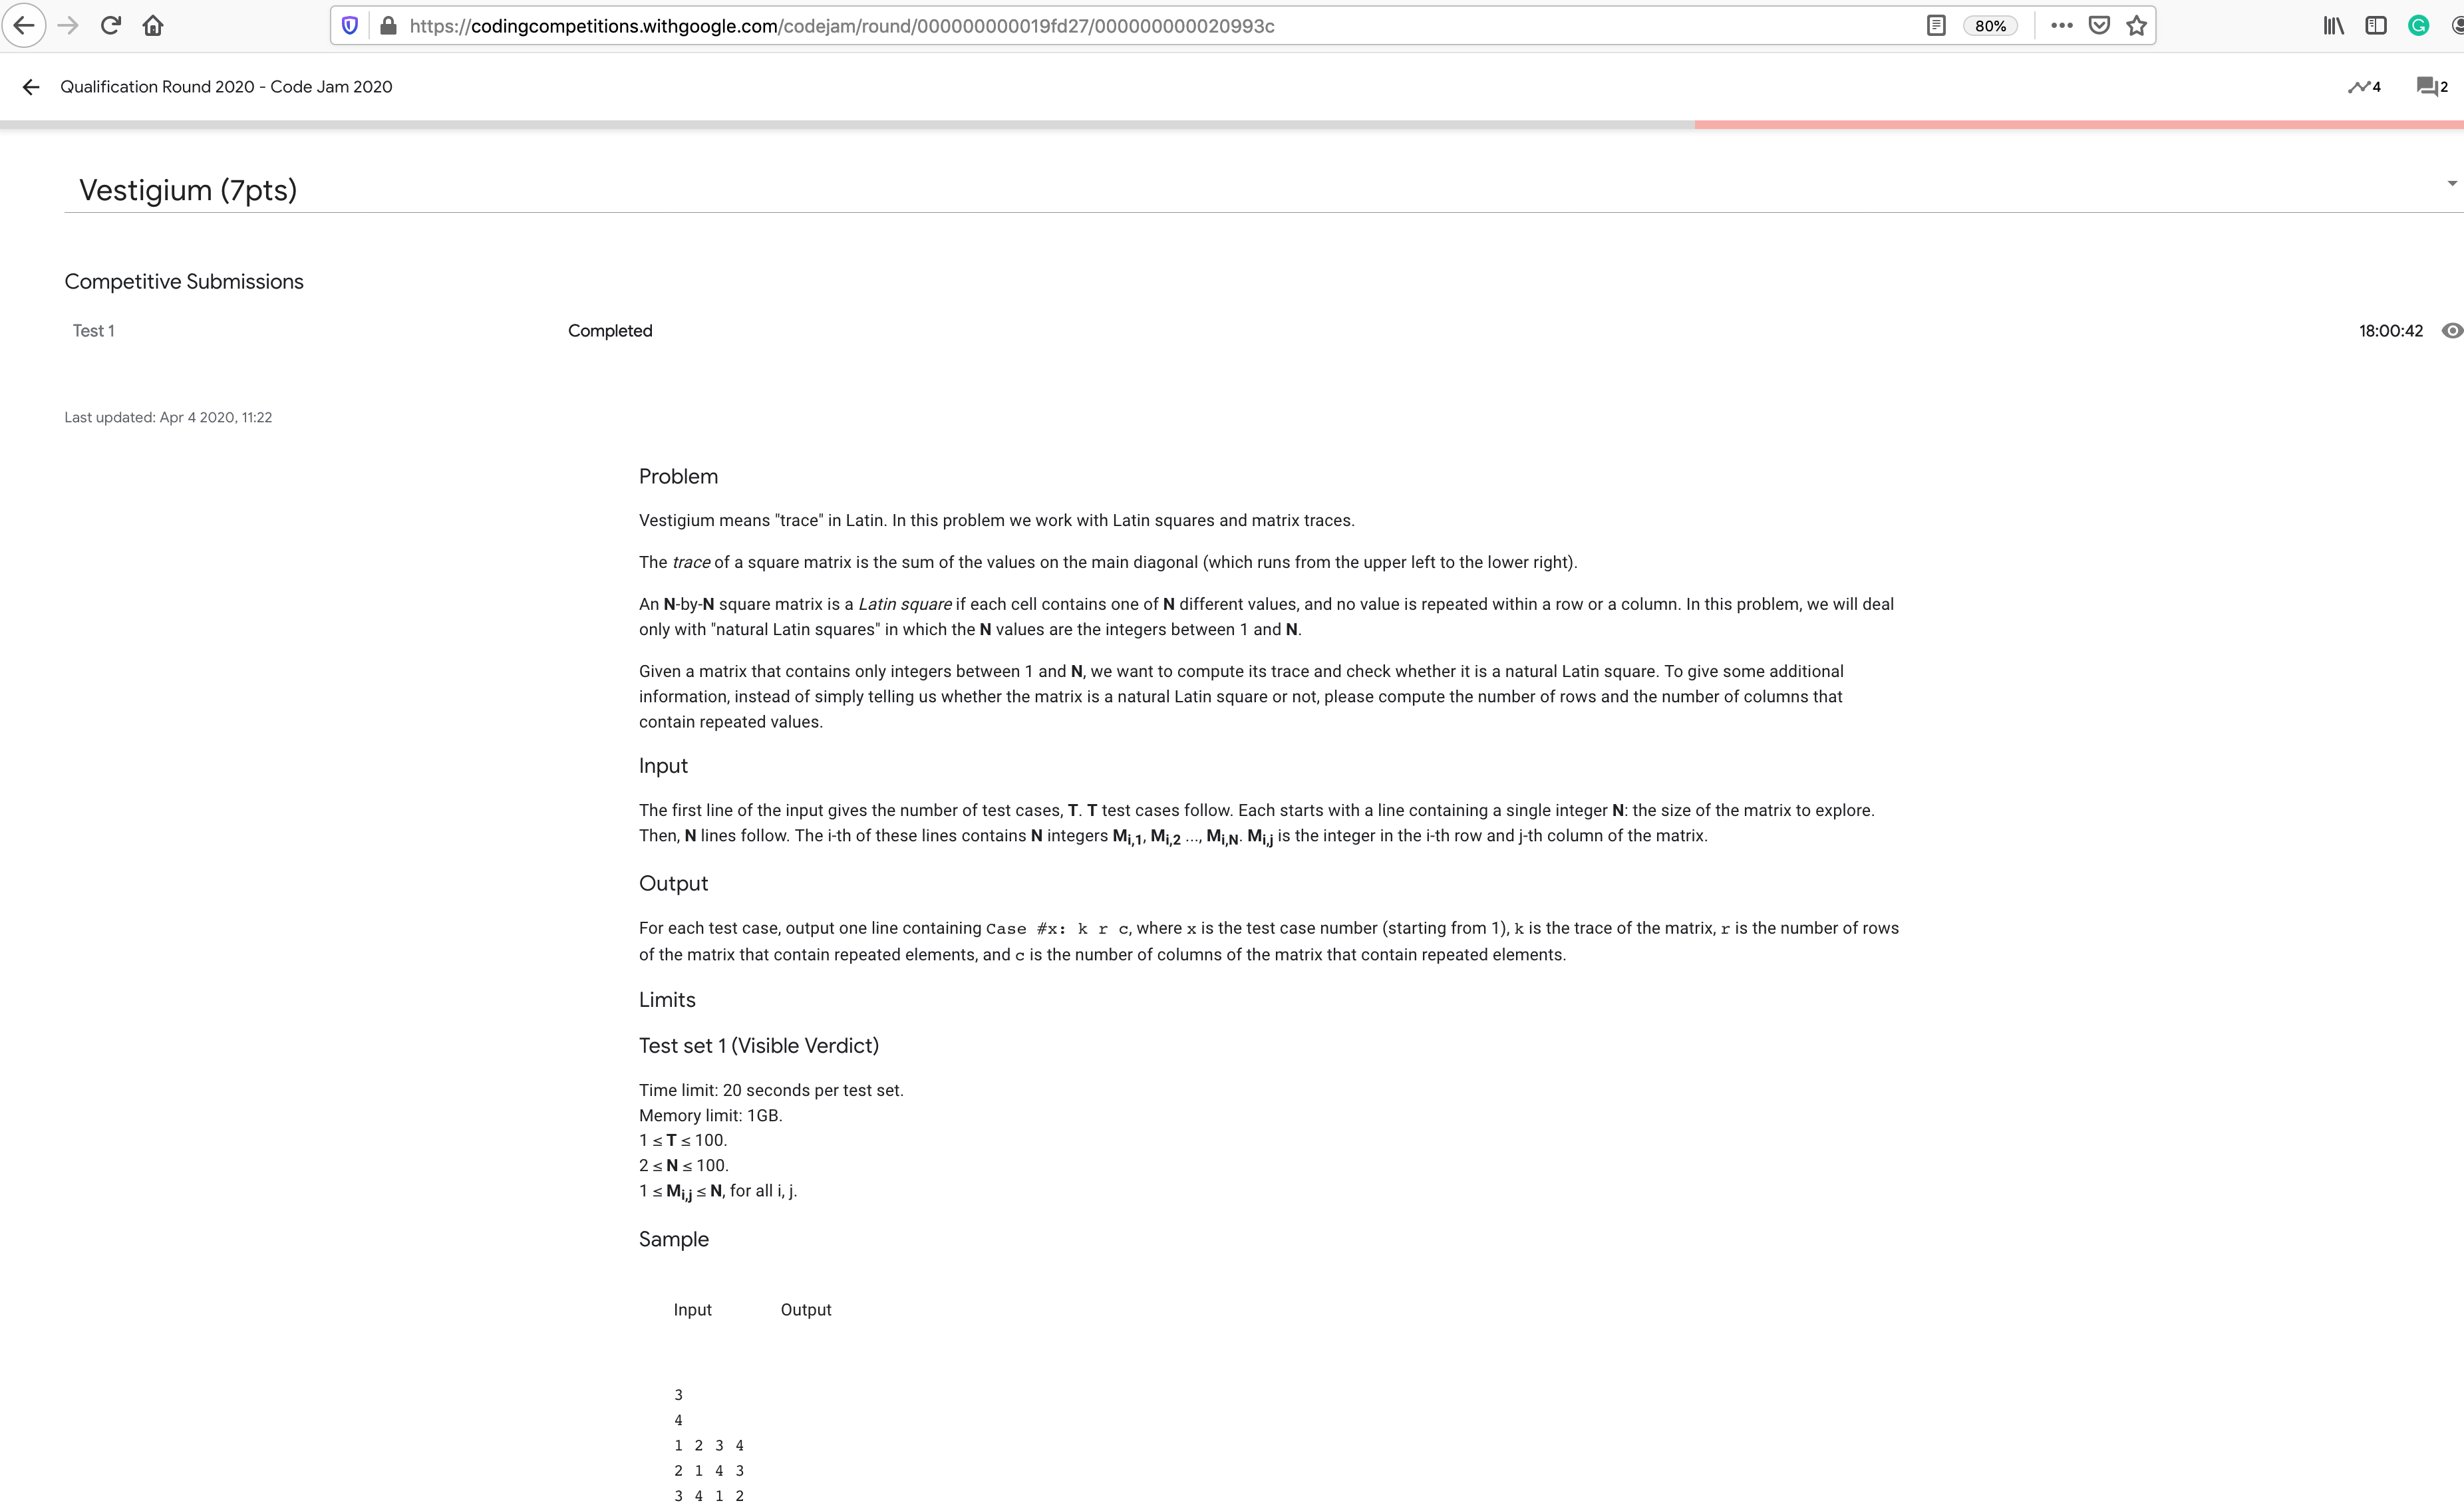 https://codingcompetitions.withgoogle.com/codejam/round/000000000019fd27/000000000020993c
80%
Qualification Round 2020 - Code Jam 2020
4
2
Vestigium (7pts)
Competitive Submissions
Test 1 Completed 18:00:42
Last updated: Apr 4 2020, 11:22
Problem
Vestigium means "trace" in Latin. In this problem we work with Latin squares and matrix traces.
The trace of a square matrix is the sum of the values on the main diagonal (which runs from the upper left to the lower right).
An N-by-N square matrix is a Latin square if each cell contains one of N different values, and no value is repeated within a row or a column. In this problem, we will deal
only with "natural Latin squares" in which the N values are the integers between 1 and N.
Given a matrix that contains only integers between 1 and N, we want to compute its trace and check whether it is a natural Latin square. To give some additional
information, instead of simply telling us whether the matrix is a natural Latin square or not, please compute the number of rows and the number of columns that
contain repeated values.
Input
The first line of the input gives the number of test cases, T. T test cases follow. Each starts with a line containing a single integer N: the size of the matrix to explore.
Then, N lines follow. The i-th of these lines contains N integers Mi,1, Mi,2 ..., Mi,N. Mi,j is the integer in the i-th row and j-th column of the matrix.
Output
For each test case, output one line containing Case #x: k r c, where x is the test case number (starting from 1), k is the trace of the matrix, r is the number of rows
of the matrix that contain repeated elements, and c is the number of columns of the matrix that contain repeated elements.
Limits
Test set 1 (Visible Verdict)
Time limit: 20 seconds per test set.
Memory limit: 1GB.
1 ≤ T ≤ 100.
2 ≤ N ≤ 100.
1 ≤ Mi,j ≤ N, for all i, j.
Sample
Input Output
3
4
1 2 3 4
2 1 4 3
3 4 1 2